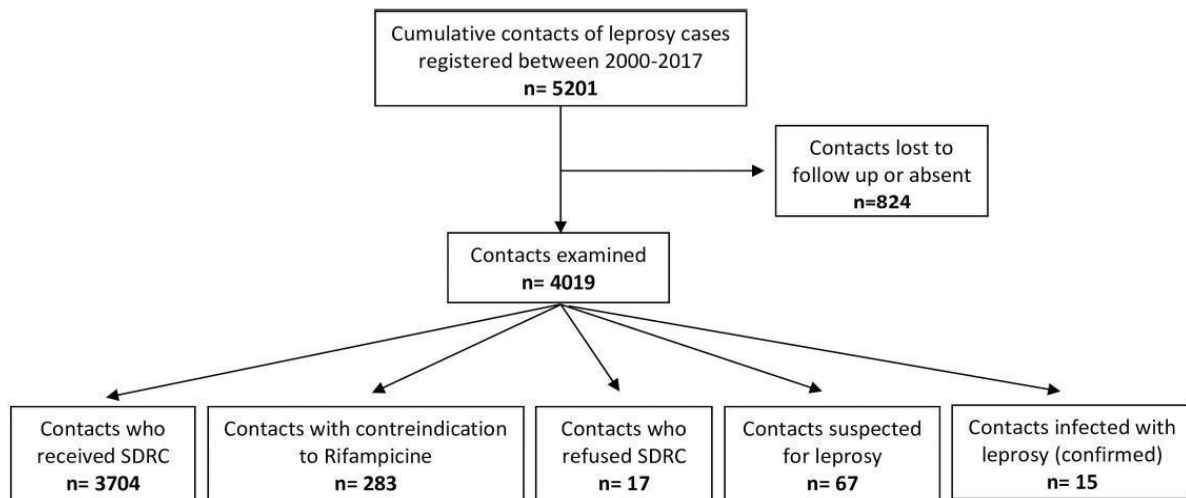 Cumulative contacts of leprosy cases
registered between 2000-2017
n= 5201
Contacts lost to
follow up or absent
n=824
Contacts examined
n= 4019
Contacts who
received SDRC
n= 3704
Contacts with contreindication
to Rifampicine
n= 283
Contacts who
refused SDRC
n= 17
Contacts suspected
for leprosy
n= 67
Contacts infected with
leprosy (confirmed)
n= 15